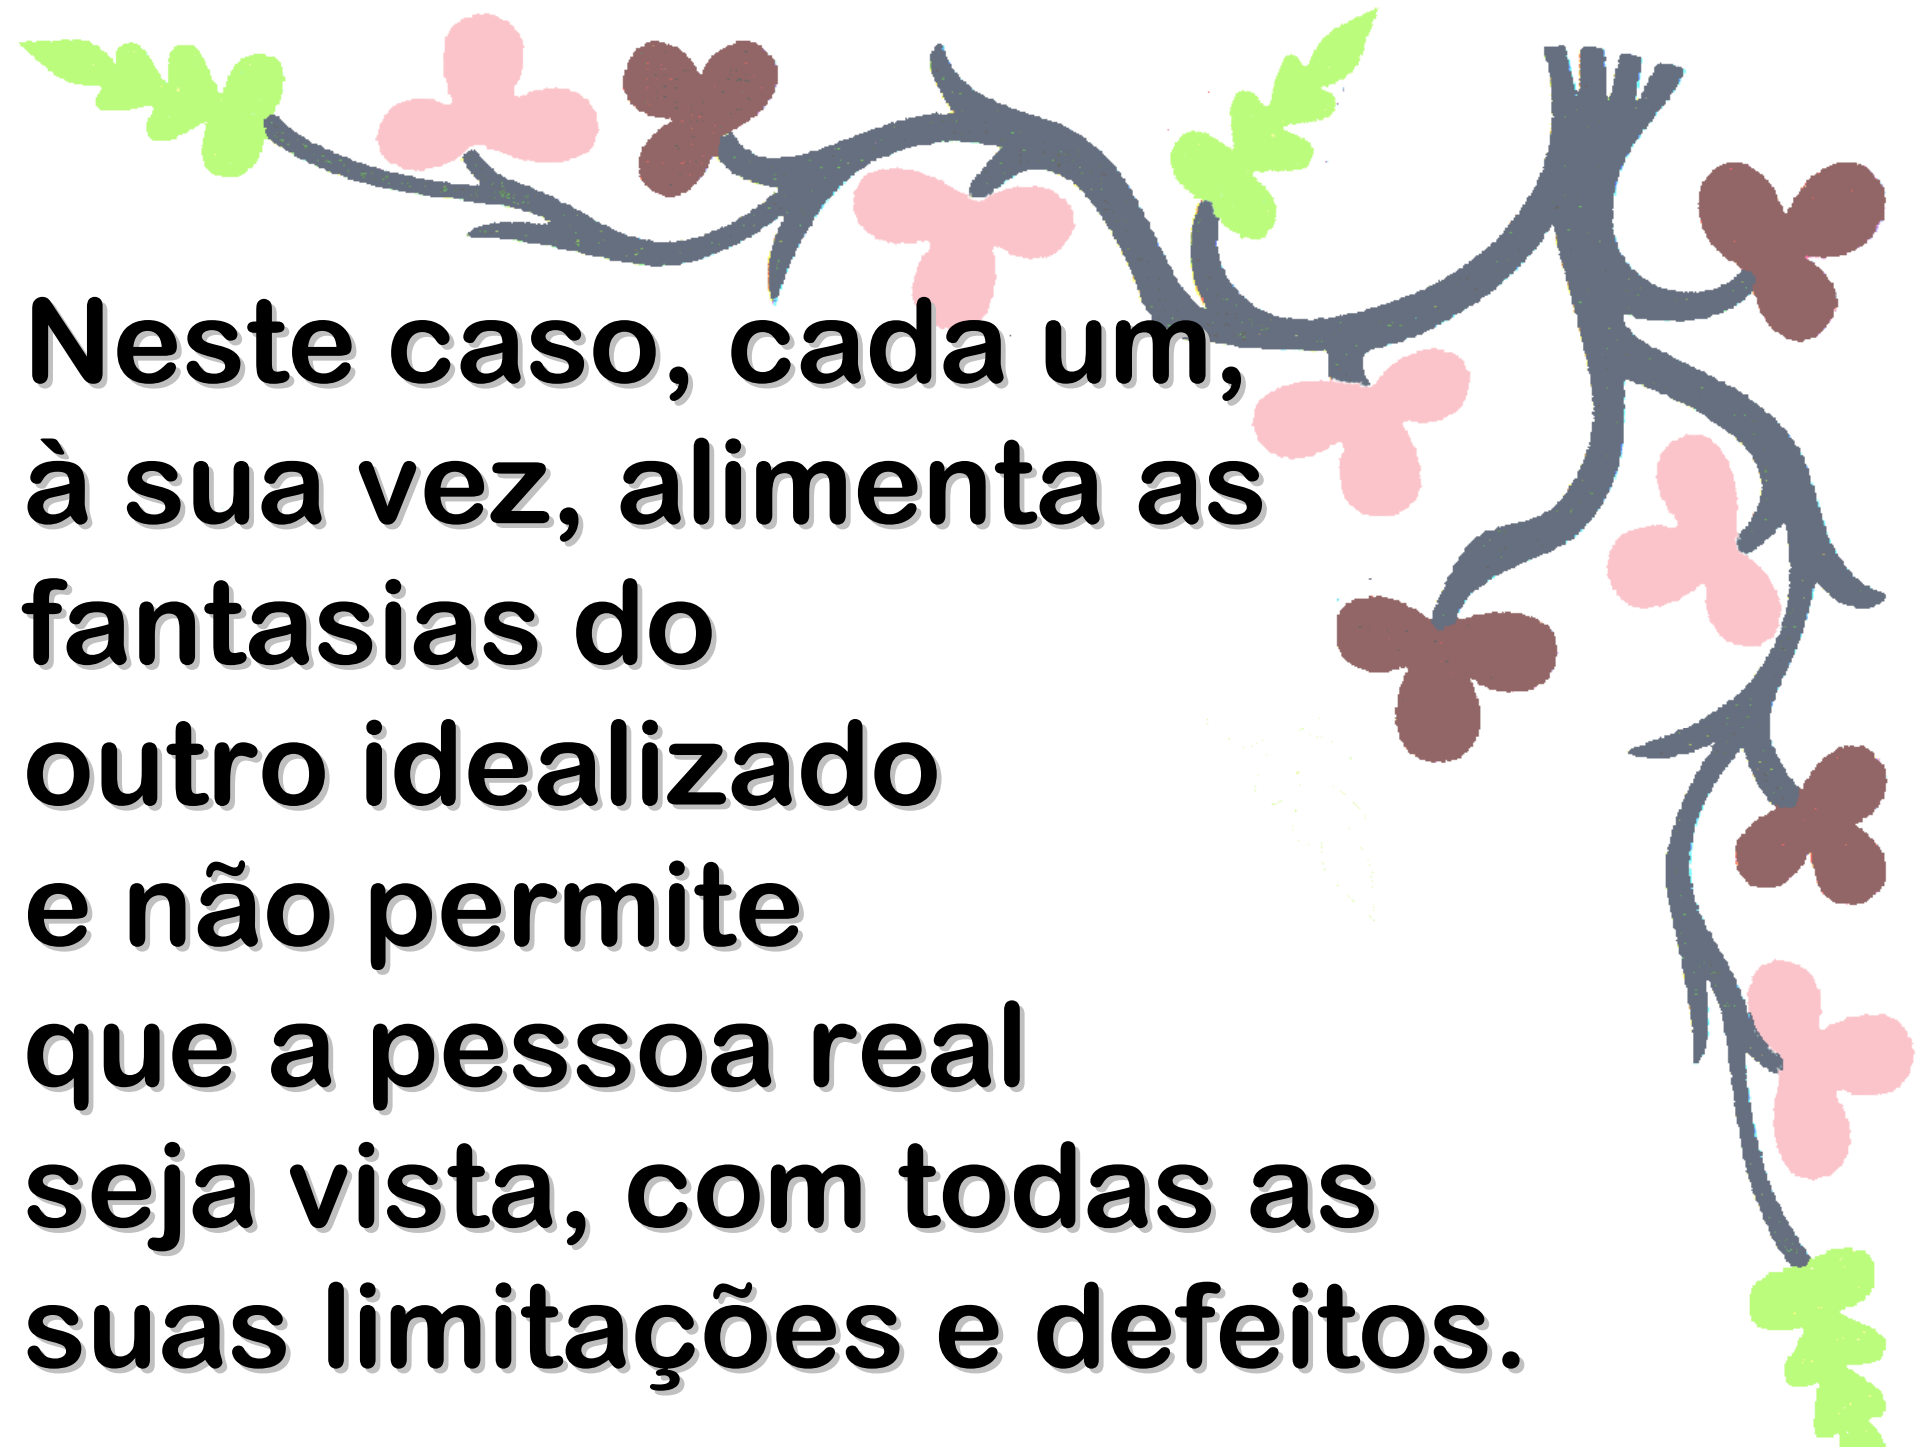 Neste caso, cada um,
à sua vez, alimenta as
fantasias do
outro idealizado
e não permite
que a pessoa real
seja vista, com todas as
suas limitações e defeitos.